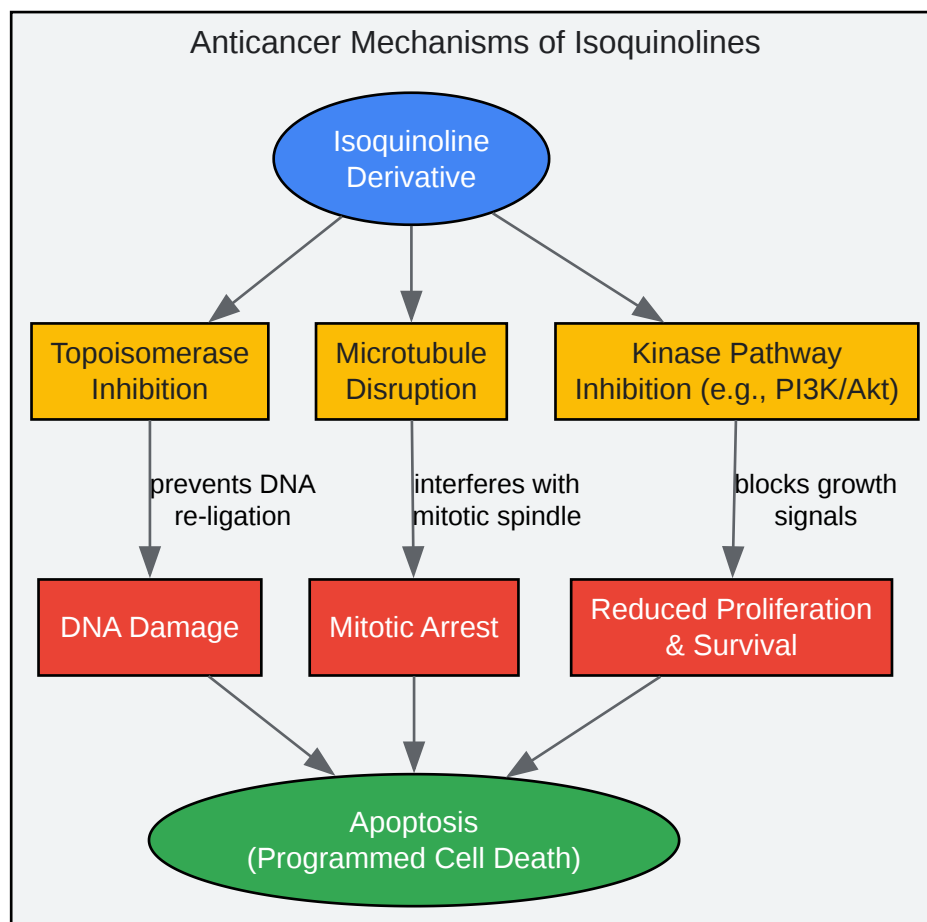 Anticancer Mechanisms of Isoquinolines
Isoquinoline
Derivative
Topoisomerase
Inhibition
Microtubule
Disruption
Kinase Pathway
Inhibition (e.g., PI3K/Akt)
prevents DNA
re-ligation
interferes with
mitotic spindle
blocks growth
signals
DNA Damage
Mitotic Arrest
Reduced Proliferation
& Survival
Apoptosis
(Programmed Cell Death)